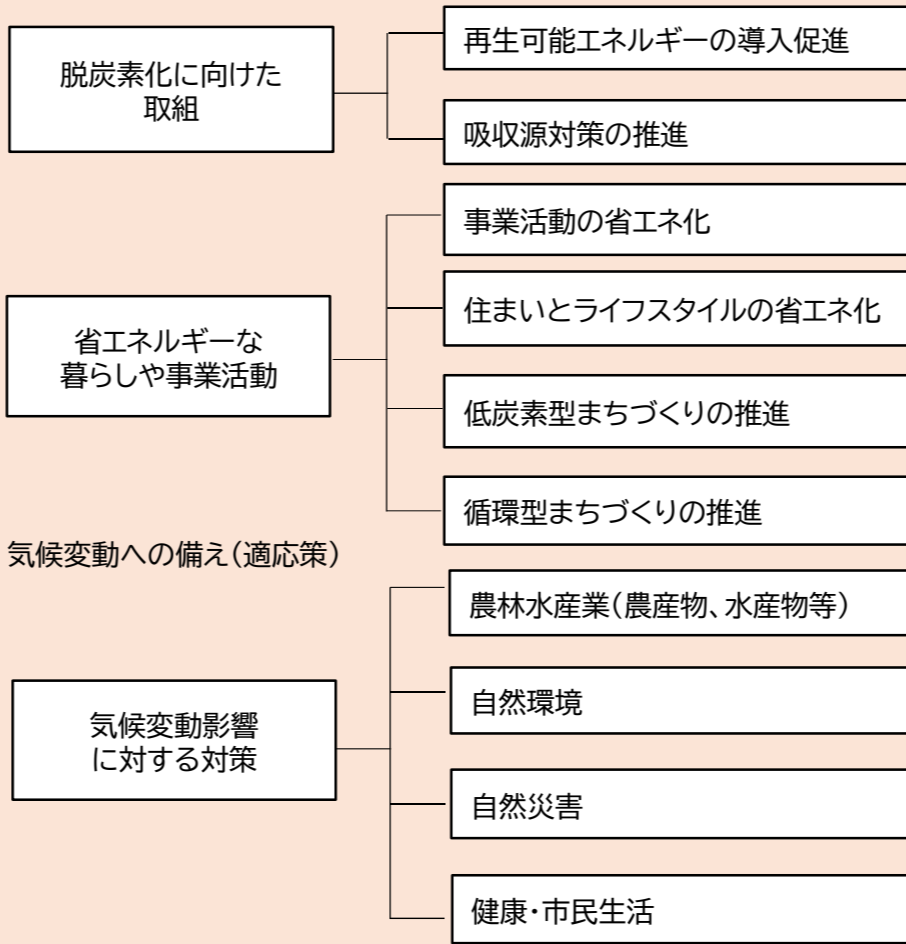 脱炭素化に向けた
取組
再生可能エネルギーの導入促進
吸収源対策の推進
省エネルギーな
暮らしや事業活動
事業活動の省エネ化
住まいとライフスタイルの省エネ化
低炭素型まちづくりの推進
循環型まちづくりの推進
気候変動への備え(適応策)
気候変動影響
に対する対策
農林水産業(農産物、水産物等)
自然環境
自然災害
健康・市民生活